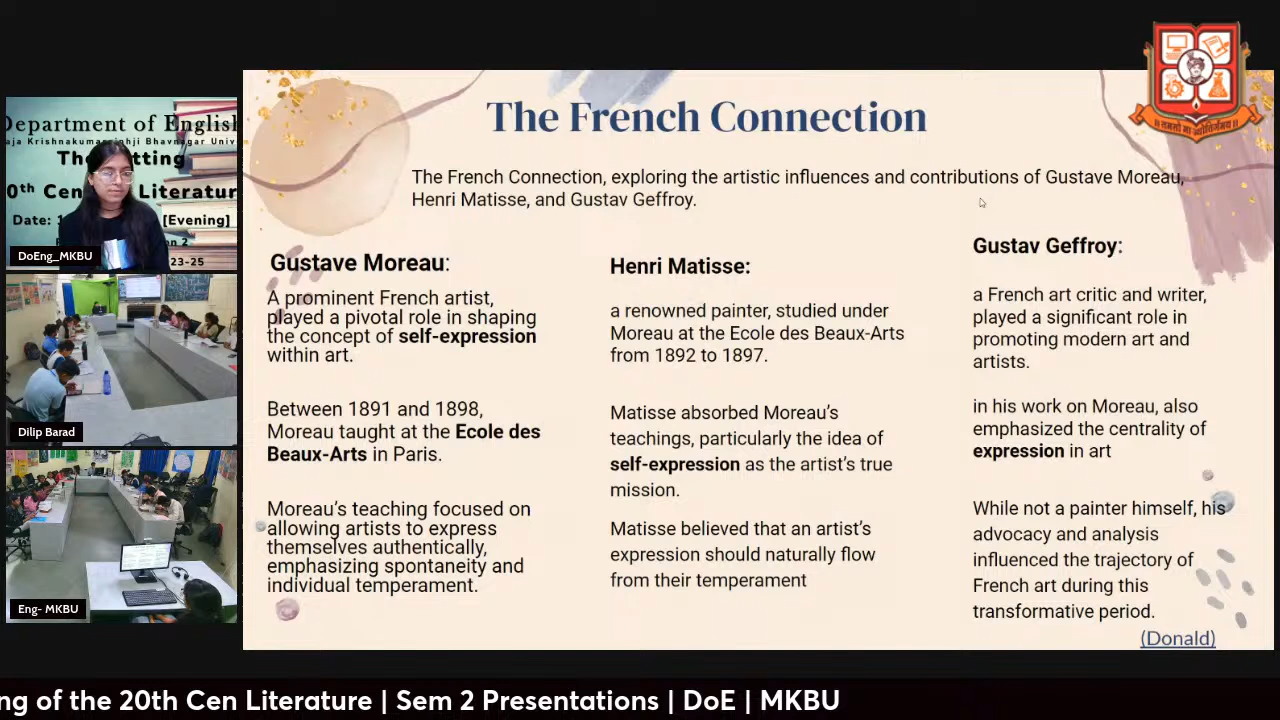 Department of English
aja Krishnakumarsinhji Bhavnagar Univ
The tting
0th Cen Literatur
Date: 1 [Evening]
n 2
23-25
DoEng_MKBU
Dilip Barad
Eng- MKBU
The French Connection
The French Connection, exploring the artistic influences and contributions of Gustave Moreau,
Henri Matisse, and Gustav Geffroy.
Gustave Moreau:
A prominent French artist,
played a pivotal role in shaping
the concept of self-expression
within art.
Between 1891 and 1898,
Moreau taught at the Ecole des
Beaux-Arts in Paris.
Moreau's teaching focused on
allowing artists to express
themselves authentically,
emphasizing spontaneity and
individual temperament.
Henri Matisse:
a renowned painter, studied under
Moreau at the Ecole des Beaux-Arts
from 1892 to 1897.
Matisse absorbed Moreau's
teachings, particularly the idea of
self-expression as the artist's true
mission.
Matisse believed that an artist's
expression should naturally flow
from their temperament
Gustav Geffroy:
a French art critic and writer,
played a significant role in
promoting modern art and
artists.
in his work on Moreau, also
emphasized the centrality of
expression in art
While not a painter himself, his
advocacy and analysis
influenced the trajectory of
French art during this
transformative period.
(Donald)
ng of the 20th Cen Literature | Sem 2 Presentations | DoE | MKBU